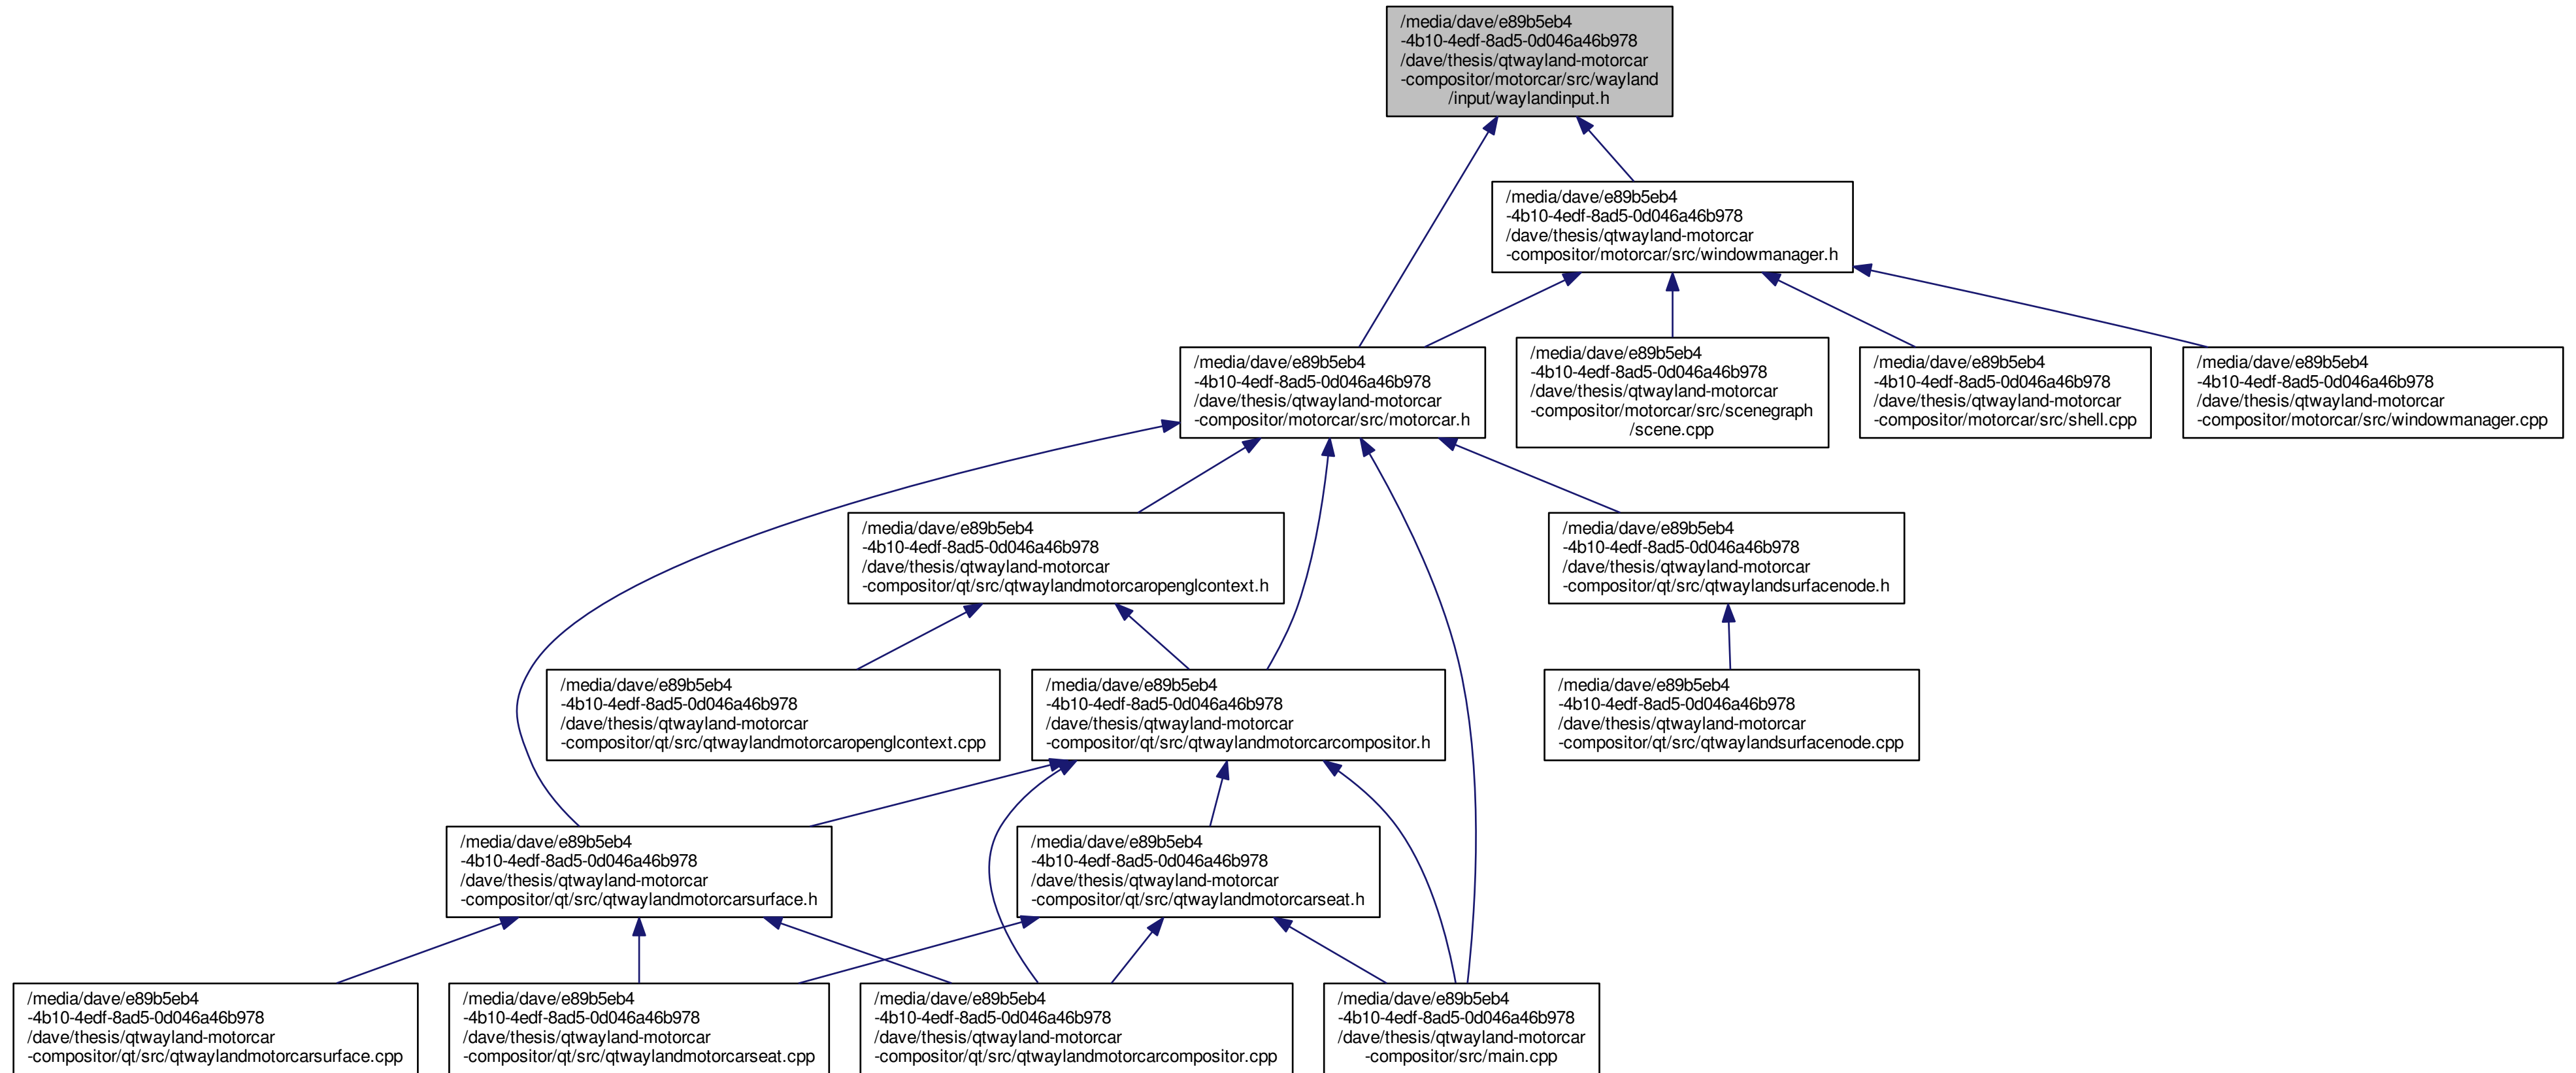 /media/dave/e89b5eb4
-4b10-4edf-8ad5-0d046a46b978
/dave/thesis/qtwayland-motorcar
-compositor/motorcar/src/wayland
/input/waylandinput.h
/media/dave/e89b5eb4
-4b10-4edf-8ad5-0d046a46b978
/dave/thesis/qtwayland-motorcar
-compositor/motorcar/src/windowmanager.h
/media/dave/e89b5eb4
-4b10-4edf-8ad5-0d046a46b978
/dave/thesis/qtwayland-motorcar
-compositor/motorcar/src/motorcar.h
/media/dave/e89b5eb4
-4b10-4edf-8ad5-0d046a46b978
/dave/thesis/qtwayland-motorcar
-compositor/motorcar/src/scenegraph
/scene.cpp
/media/dave/e89b5eb4
-4b10-4edf-8ad5-0d046a46b978
/dave/thesis/qtwayland-motorcar
-compositor/motorcar/src/shell.cpp
/media/dave/e89b5eb4
-4b10-4edf-8ad5-0d046a46b978
/dave/thesis/qtwayland-motorcar
-compositor/motorcar/src/windowmanager.cpp
/media/dave/e89b5eb4
-4b10-4edf-8ad5-0d046a46b978
/dave/thesis/qtwayland-motorcar
-compositor/qt/src/qtwaylandmotorcaropenglcontext.h
/media/dave/e89b5eb4
-4b10-4edf-8ad5-0d046a46b978
/dave/thesis/qtwayland-motorcar
-compositor/qt/src/qtwaylandsurfacenode.h
/media/dave/e89b5eb4
-4b10-4edf-8ad5-0d046a46b978
/dave/thesis/qtwayland-motorcar
-compositor/qt/src/qtwaylandmotorcaropenglcontext.cpp
/media/dave/e89b5eb4
-4b10-4edf-8ad5-0d046a46b978
/dave/thesis/qtwayland-motorcar
-compositor/qt/src/qtwaylandmotorcarcompositor.h
/media/dave/e89b5eb4
-4b10-4edf-8ad5-0d046a46b978
/dave/thesis/qtwayland-motorcar
-compositor/qt/src/qtwaylandsurfacenode.cpp
/media/dave/e89b5eb4
-4b10-4edf-8ad5-0d046a46b978
/dave/thesis/qtwayland-motorcar
-compositor/qt/src/qtwaylandmotorcarsurface.h
/media/dave/e89b5eb4
-4b10-4edf-8ad5-0d046a46b978
/dave/thesis/qtwayland-motorcar
-compositor/qt/src/qtwaylandmotorcarseat.h
/media/dave/e89b5eb4
-4b10-4edf-8ad5-0d046a46b978
/dave/thesis/qtwayland-motorcar
-compositor/qt/src/qtwaylandmotorcarsurface.cpp
/media/dave/e89b5eb4
-4b10-4edf-8ad5-0d046a46b978
/dave/thesis/qtwayland-motorcar
-compositor/qt/src/qtwaylandmotorcarseat.cpp
/media/dave/e89b5eb4
-4b10-4edf-8ad5-0d046a46b978
/dave/thesis/qtwayland-motorcar
-compositor/qt/src/qtwaylandmotorcarcompositor.cpp
/media/dave/e89b5eb4
-4b10-4edf-8ad5-0d046a46b978
/dave/thesis/qtwayland-motorcar
-compositor/src/main.cpp